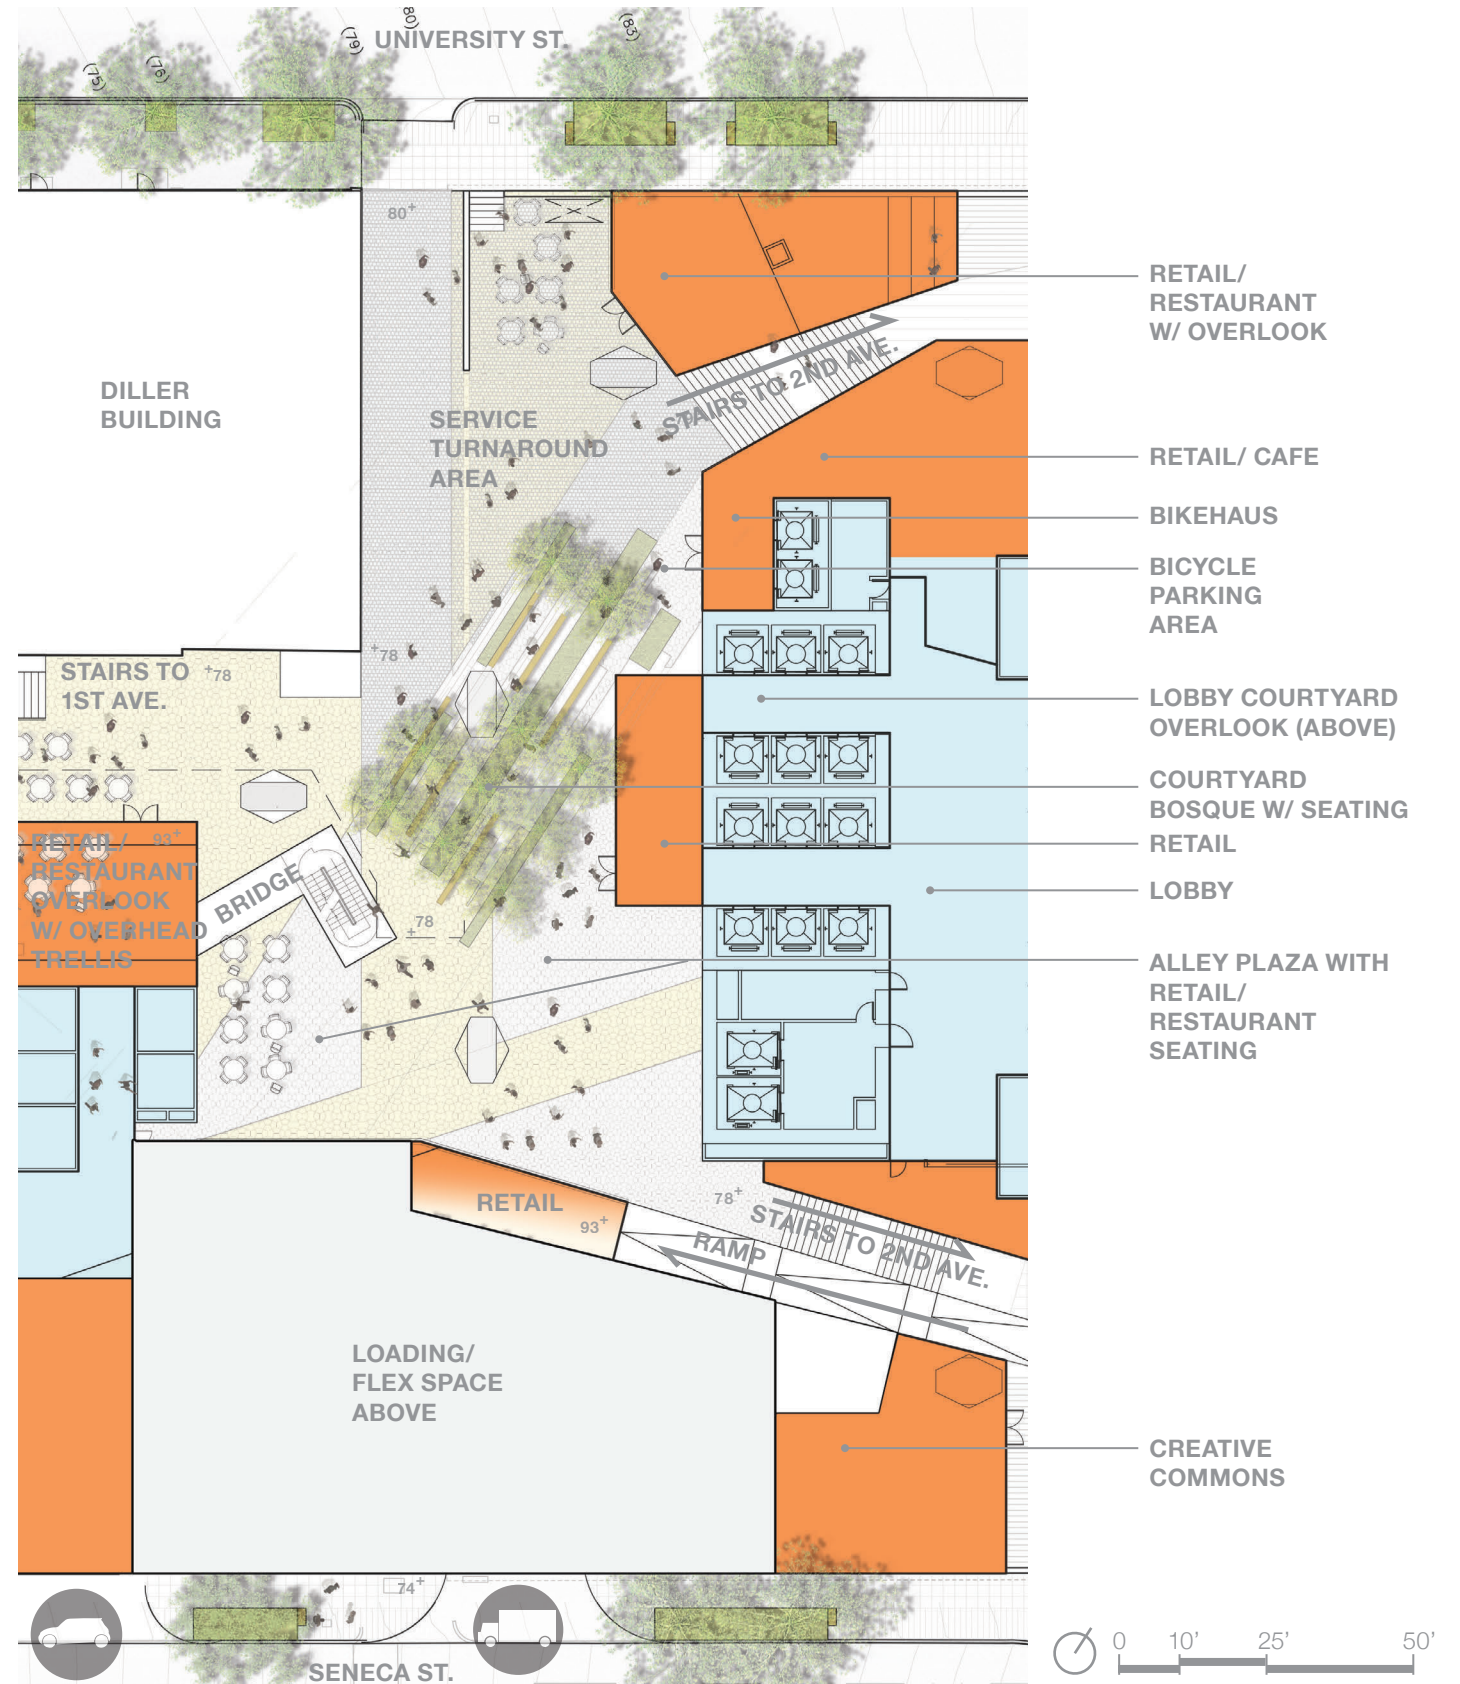 UNIVERSITY ST.
(75)
(76)
(79)
80)
(83)
80+
DILLER
BUILDING
SERVICE
TURNAROUND
AREA
STAIRS TO 2ND AVE.
RETAIL/
RESTAURANT
W/ OVERLOOK
RETAIL/ CAFE
BIKEHAUS
BICYCLE
PARKING
AREA
STAIRS TO
1ST AVE.
+78
+78
LOBBY COURTYARD
OVERLOOK (ABOVE)
COURTYARD
BOSQUE W/ SEATING
RETAIL
LOBBY
RETAIL/
RESTAURANT
OVERLOOK
W/ OVERHEAD
TRELLIS
93+
BRIDGE
78
+
ALLEY PLAZA WITH
RETAIL/
RESTAURANT
SEATING
RETAIL
93+
78+
STAIRS TO 2ND AVE.
RAMP
LOADING/
FLEX SPACE
ABOVE
CREATIVE
COMMONS
74+
SENECA ST.
0 10' 25' 50'